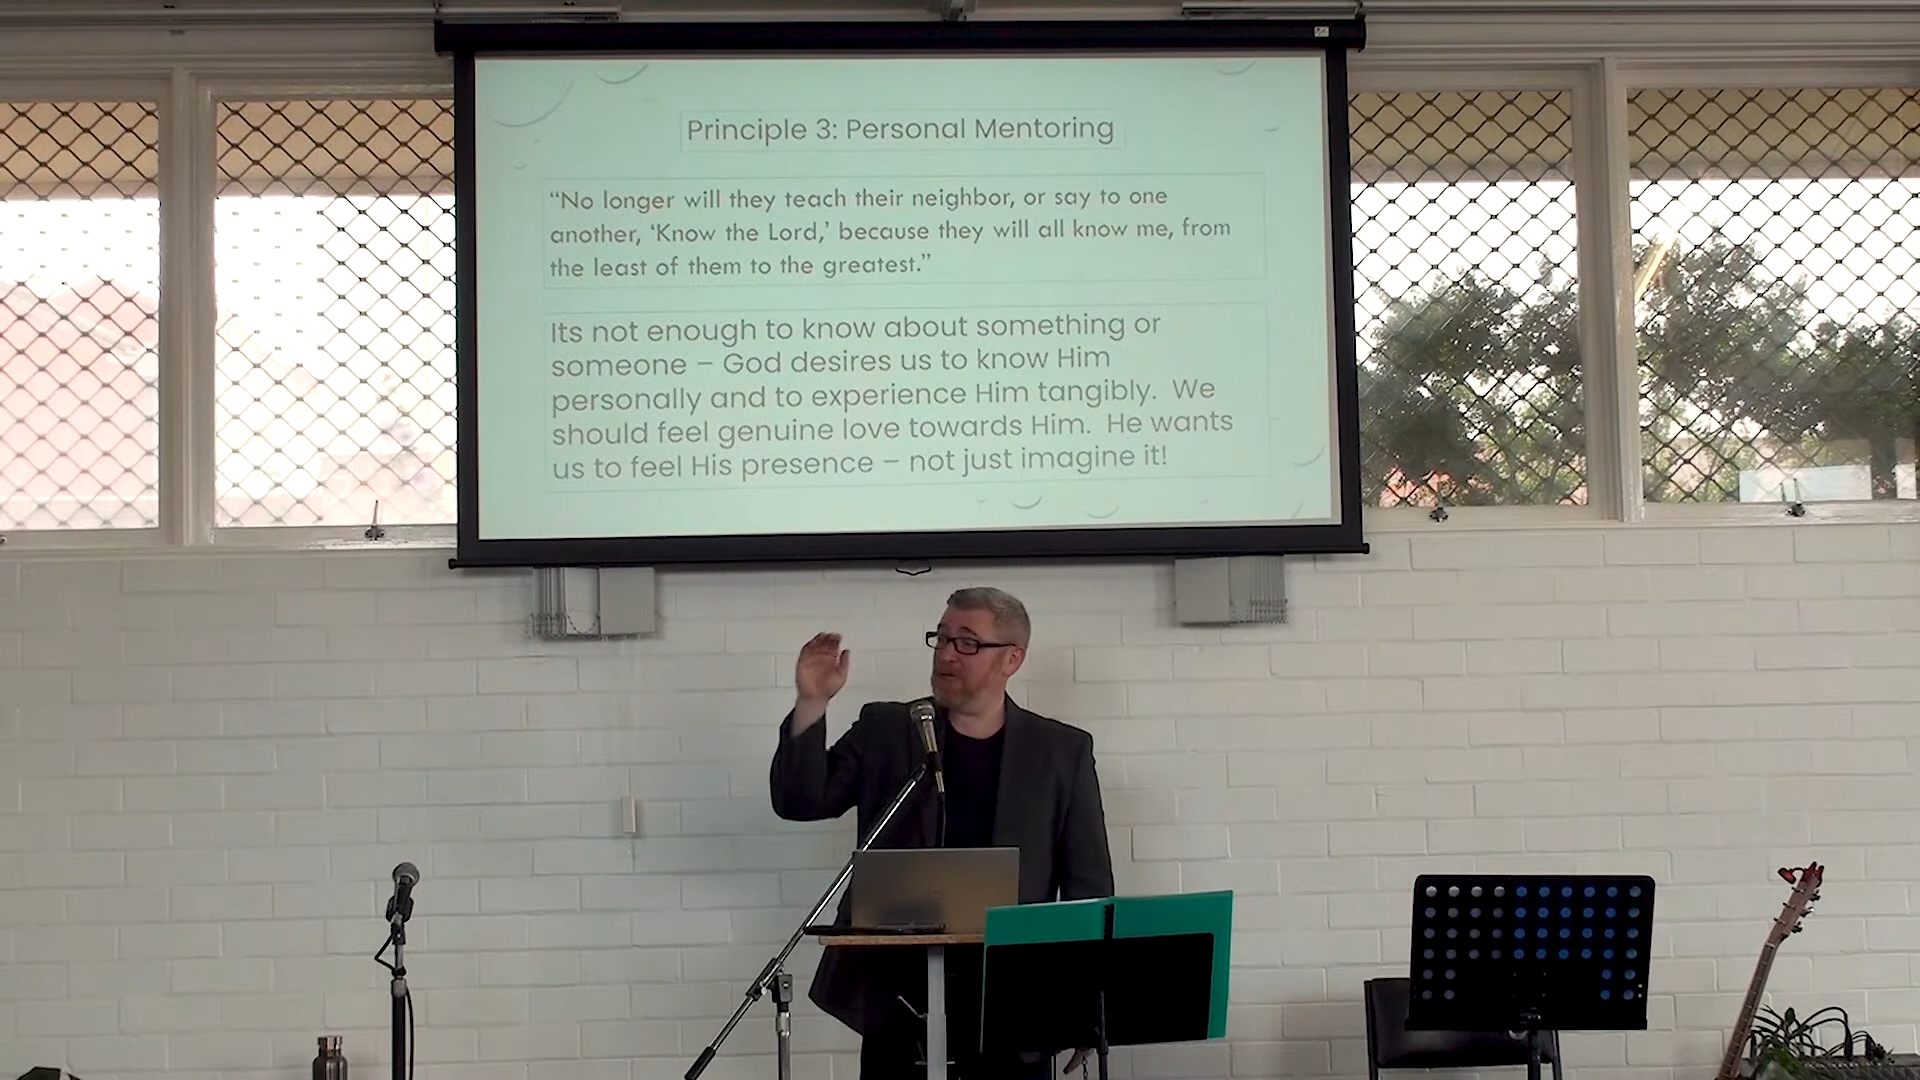 Principle 3: Personal Mentoring
“No longer will they teach their neighbor, or say to one
another, ‘Know the Lord,’ because they will all know me, from
the least of them to the greatest.”
Its not enough to know about something or
someone – God desires us to know Him
personally and to experience Him tangibly. We
should feel genuine love towards Him. He wants
us to feel His presence – not just imagine it!